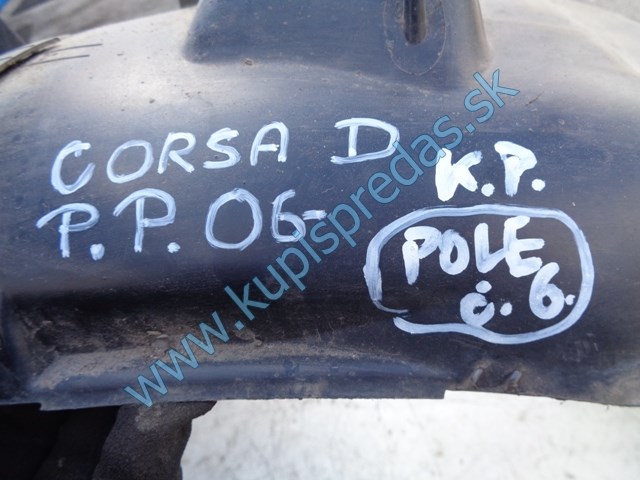 CORSA D
P.P. 06-
K.P.
POLE
č. 6.
www.kupispredas.sk